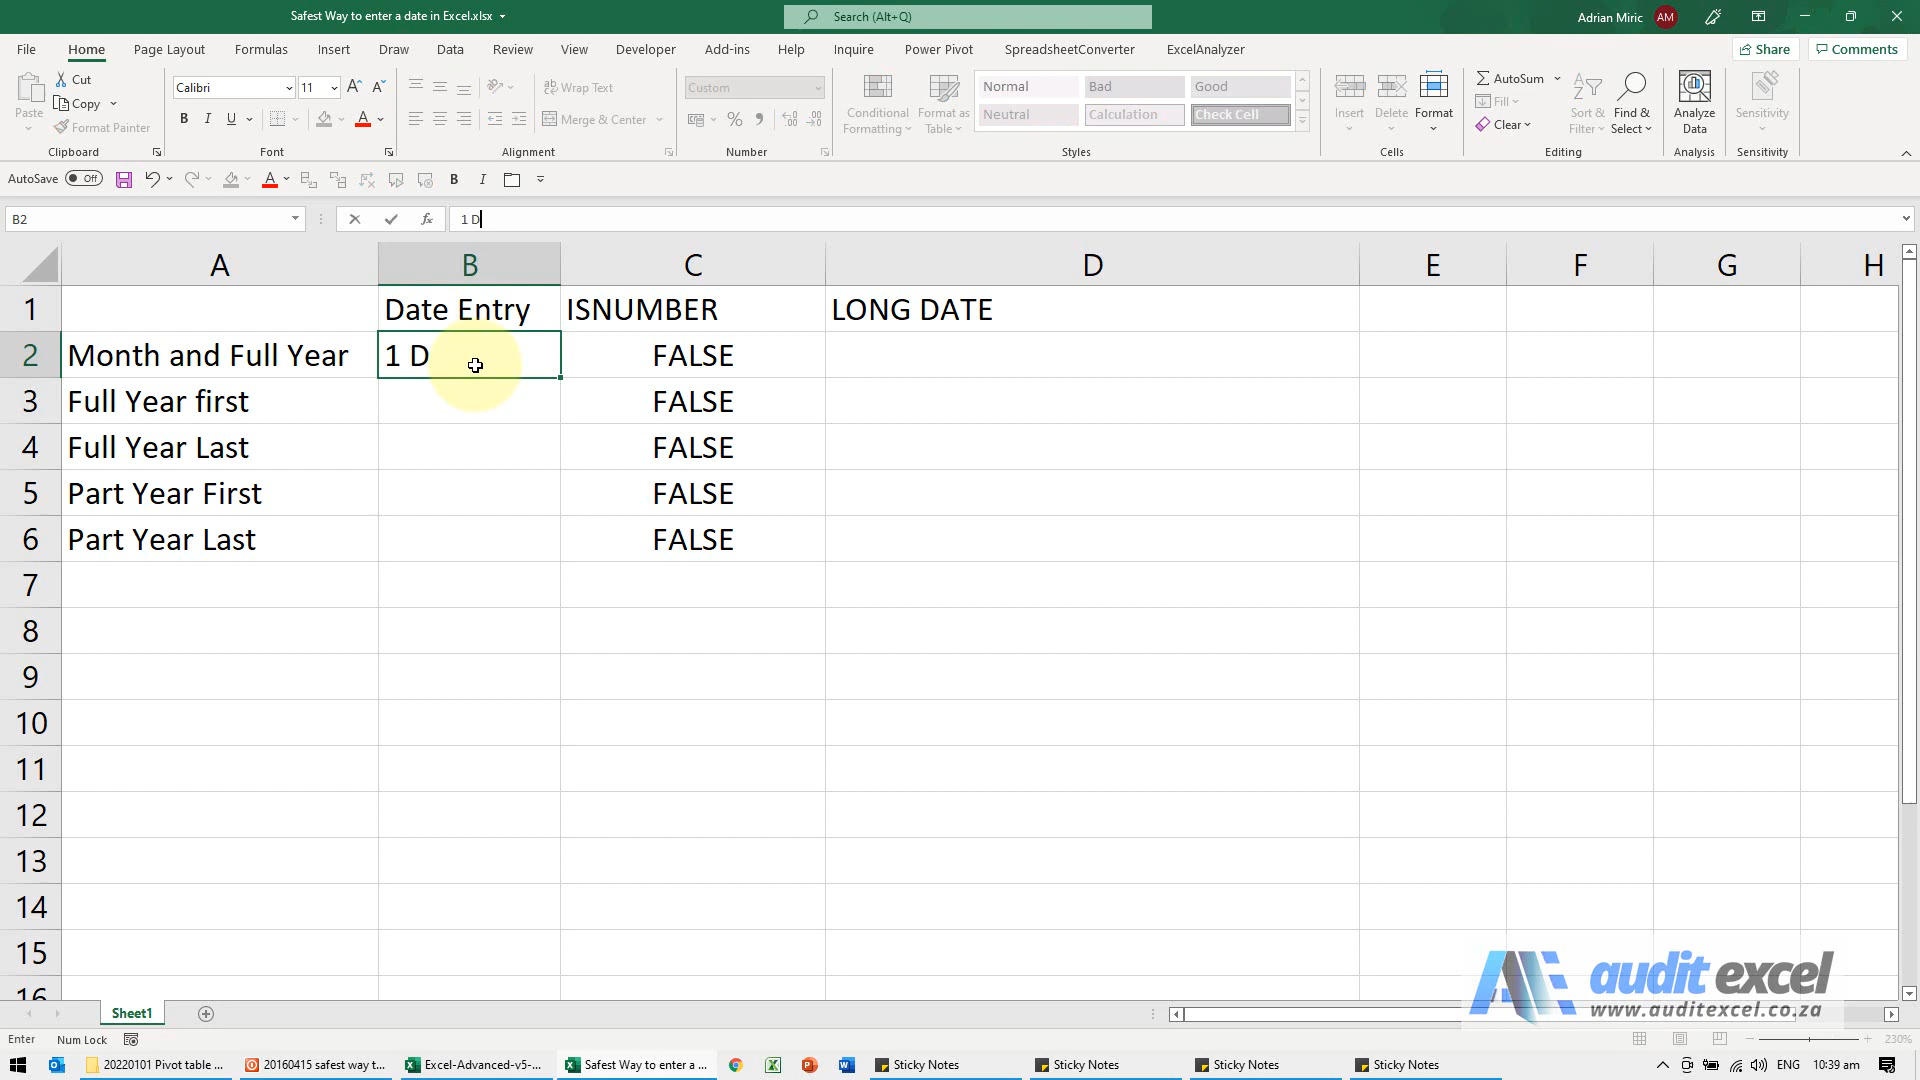 Safest Way to enter a date in Excel.xlsx
Search (Alt+Q)
Adrian Miric AM
File Home Page Layout Formulas Insert Draw Data Review View Developer Add-ins Help Inquire Power Pivot SpreadsheetConverter ExcelAnalyzer Share Comments
Paste
Cut
Copy
Format Painter
Clipboard
Calibri 11
B I U
Font
Wrap Text
Merge & Center
Alignment
Custom
Number
Conditional Formatting
Format as Table
Normal Bad Good
Neutral Calculation Check Cell
Styles
Insert Delete Format
Cells
AutoSum
Fill
Clear
Sort & Filter
Find & Select
Editing
Analyze Data
Analysis
Sensitivity
Sensitivity
AutoSave Off
B2
1 D
A B C D E F G H
1 Date Entry ISNUMBER LONG DATE
2 Month and Full Year 1 D FALSE
3 Full Year first FALSE
4 Full Year Last FALSE
5 Part Year First FALSE
6 Part Year Last FALSE
7
8
9
10
11
12
13
14
15
16
audit excel
www.auditexcel.co.za
Sheet1
Enter Num Lock 230%
20220101 Pivot table ... 20160415 safest way t... Excel-Advanced-v5-... Safest Way to enter a ... Sticky Notes Sticky Notes Sticky Notes Sticky Notes ENG 10:39 am